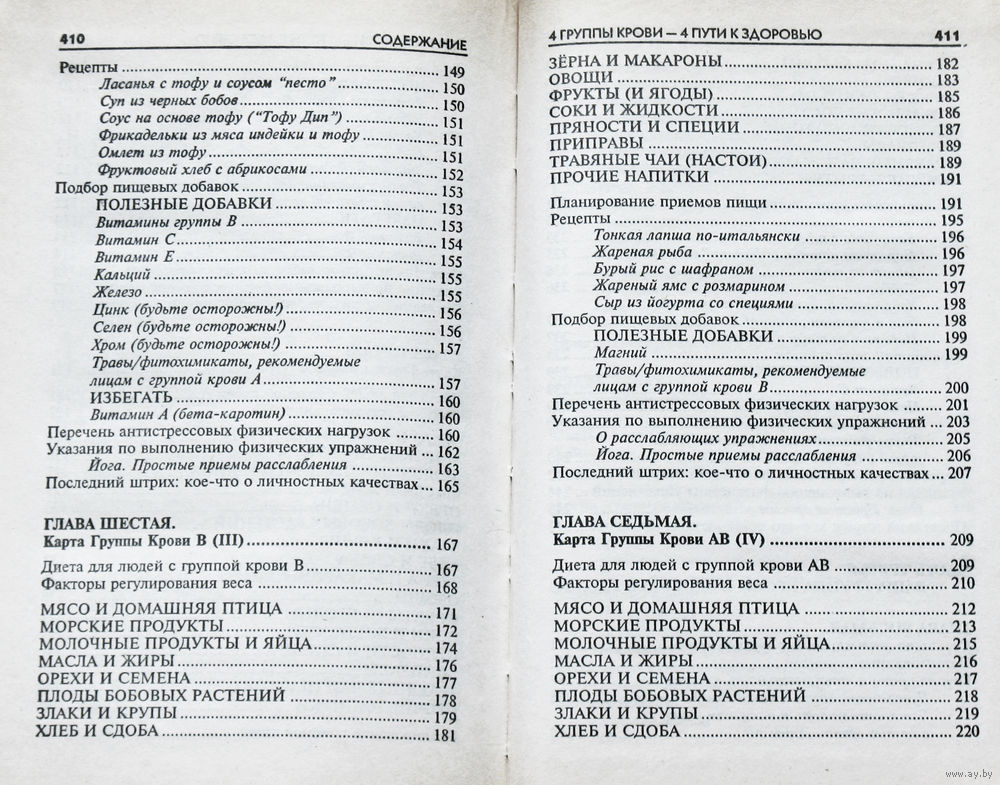 410 СОДЕРЖАНИЕ
Рецепты 149
Лазанья с тофу и соусом “песто” 150
Суп из черных бобов 150
Соус на основе тофу (“Тофу Дип”) 151
Фрикадельки из мяса индейки и тофу 151
Омлет из тофу 151
Фруктовый хлеб с абрикосами 152
Подбор пищевых добавок 153
ПОЛЕЗНЫЕ ДОБАВКИ 153
Витамины группы В 153
Витамин С 154
Витамин Е 155
Кальций 155
Железо 155
Цинк (будьте осторожны!) 156
Селен (будьте осторожны!) 156
Хром (будьте осторожны!) 157
Травы/фитохимикаты, рекомендуемые
лицам с группой крови А 157
ИЗБЕГАТЬ 160
Витамин А (бета-каротин) 160
Перечень антистрессовых физических нагрузок 160
Указания по выполнению физических упражнений 162
Йога. Простые приемы расслабления 163
Последний штрих: кое-что о личностных качествах 165
ГЛАВА ШЕСТАЯ.
Карта Группы Крови В (III) 167
Диета для людей с группой крови В 167
Факторы регулирования веса 168
МЯСО И ДОМАШНЯЯ ПТИЦА 171
МОРСКИЕ ПРОДУКТЫ 172
МОЛОЧНЫЕ ПРОДУКТЫ И ЯЙЦА 174
МАСЛА И ЖИРЫ 176
ОРЕХИ И СЕМЕНА 177
ПЛОДЫ БОБОВЫХ РАСТЕНИЙ 178
ЗЛАКИ И КРУПЫ 179
ХЛЕБ И СДОБА 181
4 ГРУППЫ КРОВИ — 4 ПУТИ К ЗДОРОВЬЮ 411
ЗЁРНА И МАКАРОНЫ 182
ОВОЩИ 183
ФРУКТЫ (И ЯГОДЫ) 185
СОКИ И ЖИДКОСТИ 186
ПРЯНОСТИ И СПЕЦИИ 187
ПРИПРАВЫ 189
ТРАВЯНЫЕ ЧАИ (НАСТОИ) 189
ПРОЧИЕ НАПИТКИ 191
Планирование приемов пищи 191
Рецепты 195
Тонкая лапша по-итальянски 196
Жареная рыба 196
Бурый рис с шафраном 197
Жареный ямс с розмарином 197
Сыр из йогурта со специями 198
Подбор пищевых добавок 198
ПОЛЕЗНЫЕ ДОБАВКИ 199
Магний 199
Травы/фитохимикаты, рекомендуемые
лицам с группой крови В 200
Перечень антистрессовых физических нагрузок 201
Указания по выполнению физических упражнений 203
О расслабляющих упражнениях 205
Йога. Простые приемы расслабления 206
Последний штрих: кое-что о личностных качествах 207
ГЛАВА СЕДЬМАЯ.
Карта Группы Крови АВ (IV) 209
Диета для людей с группой крови АВ 209
Факторы регулирования веса 210
МЯСО И ДОМАШНЯЯ ПТИЦА 212
МОРСКИЕ ПРОДУКТЫ 213
МОЛОЧНЫЕ ПРОДУКТЫ И ЯЙЦА 215
МАСЛА И ЖИРЫ 216
ОРЕХИ И СЕМЕНА 217
ПЛОДЫ БОБОВЫХ РАСТЕНИЙ 218
ЗЛАКИ И КРУПЫ 219
ХЛЕБ И СДОБА 220
www.ay.by